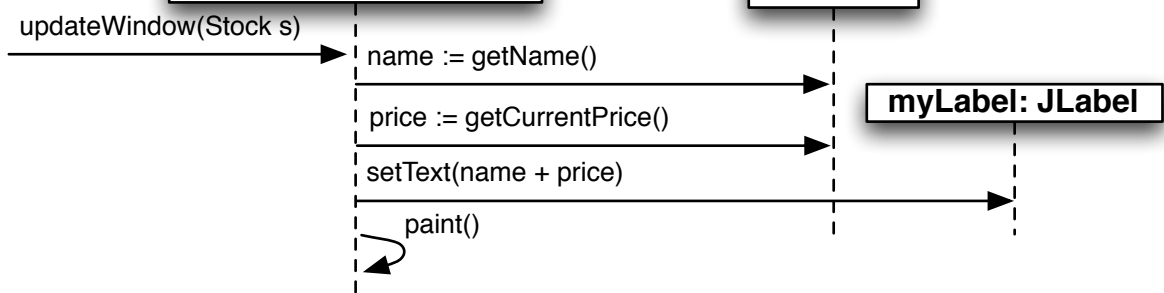 updateWindow(Stock s)
name := getName()
myLabel: JLabel
price := getCurrentPrice()
setText(name + price)
paint()